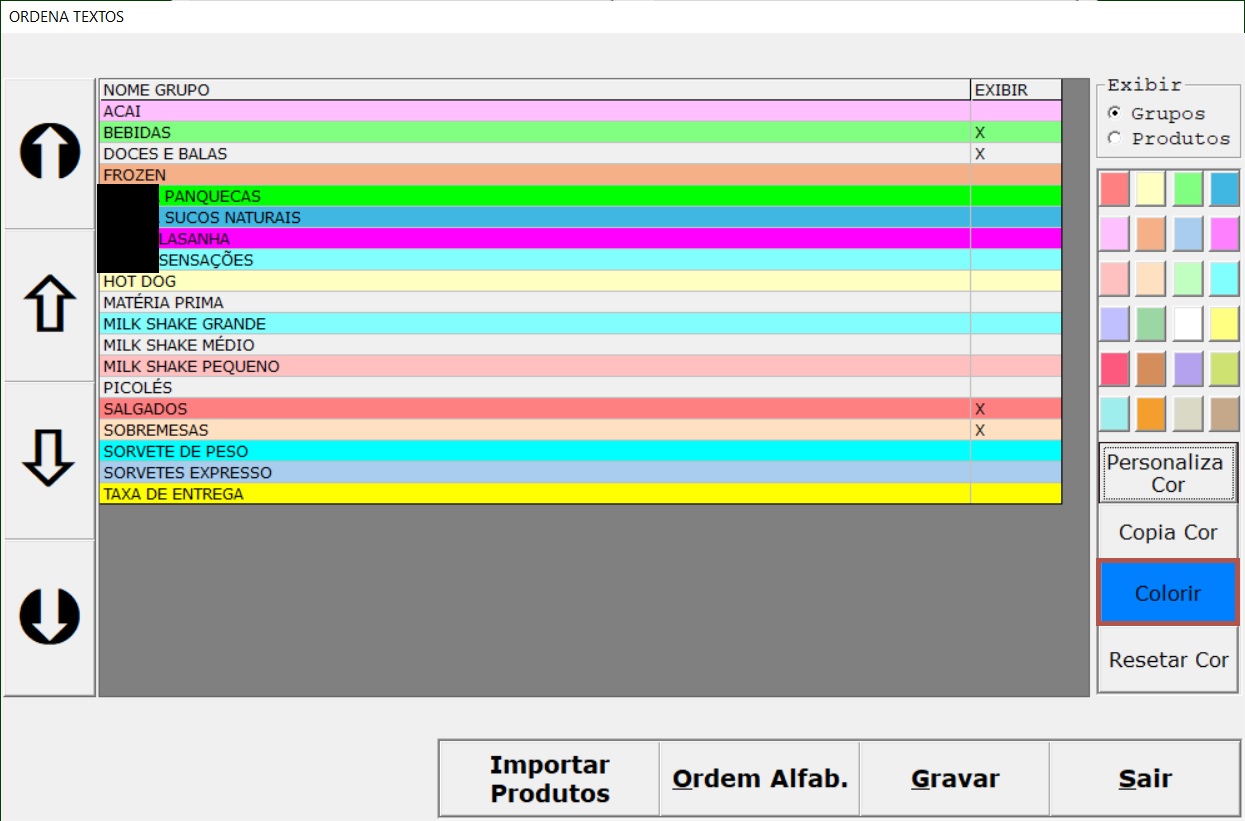 ORDENA TEXTOS
NOME GRUPO EXIBIR
ACAI
BEBIDAS X
DOCES E BALAS X
FROZEN
PANQUECAS
SUCOS NATURAIS
LASANHA
SENSAÇÕES
HOT DOG
MATÉRIA PRIMA
MILK SHAKE GRANDE
MILK SHAKE MÉDIO
MILK SHAKE PEQUENO
PICOLÉS
SALGADOS X
SOBREMESAS X
SORVETE DE PESO
SORVETES EXPRESSO
TAXA DE ENTREGA
Exibir
Grupos
Produtos
Personaliza
Cor
Copia Cor
Colorir
Resetar Cor
Importar
Produtos
Ordem Alfab.
Gravar
Sair